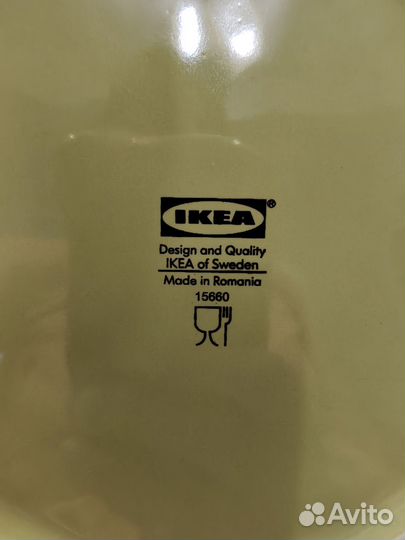 IKEA®
Design and Quality
IKEA of Sweden
Made in Romania
15660
Avito